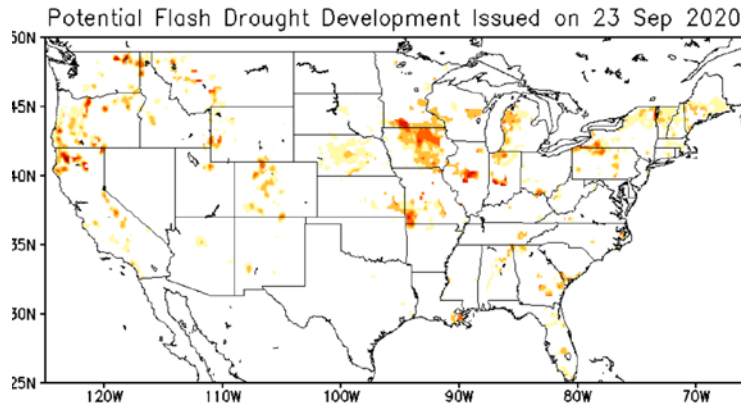 Potential Flash Drought Development Issued on 23 Sep 2020
50N
45N
40N
35N
30N
25N
120W 110W 100W 90W 80W 70W